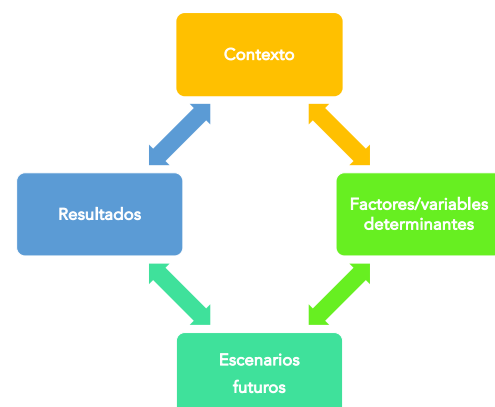 Contexto
Resultados
Factores/variables
determinantes
Escenarios
futuros